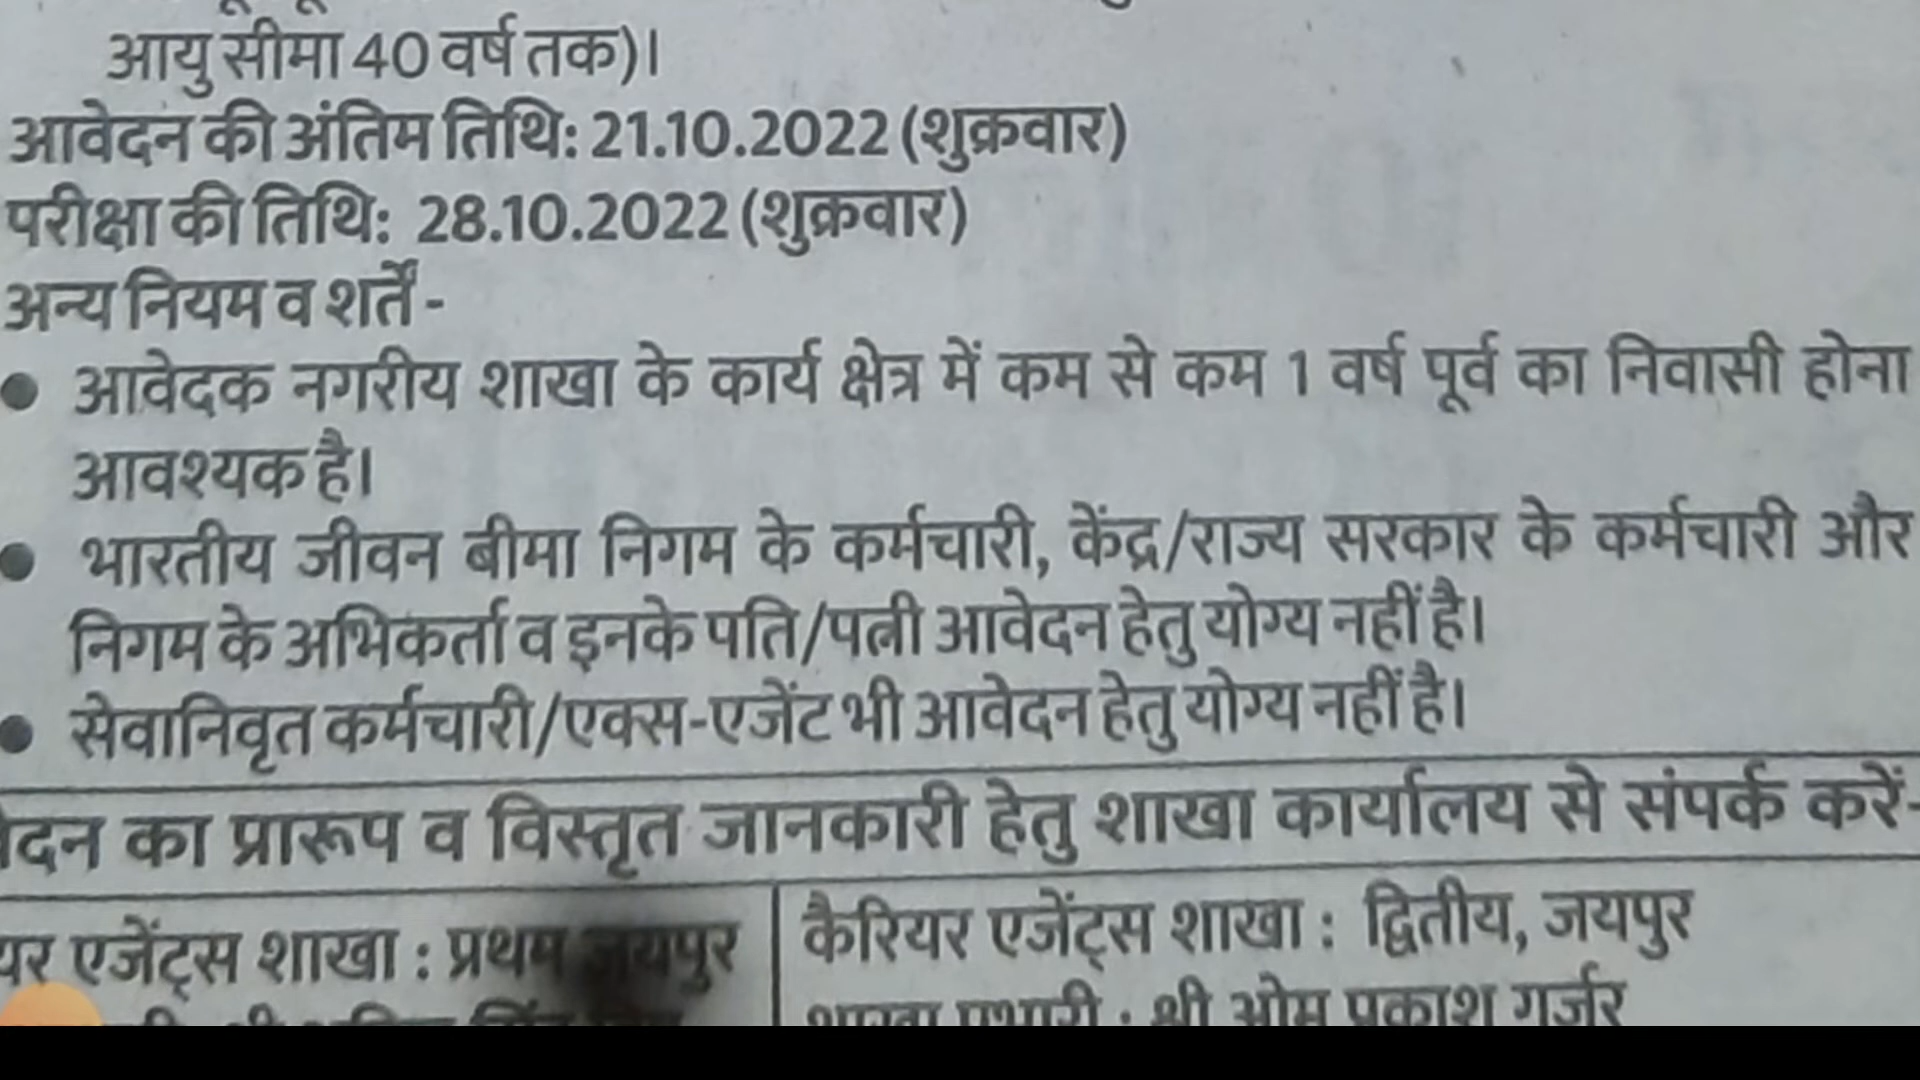 आयु सीमा 40 वर्ष तक)।
आवेदन की अंतिम तिथि: 21.10.2022 (शुक्रवार)
परीक्षा की तिथि: 28.10.2022 (शुक्रवार)
अन्य नियम व शर्तें -
● आवेदक नगरीय शाखा के कार्य क्षेत्र में कम से कम 1 वर्ष पूर्व का निवासी होना
आवश्यक है।
● भारतीय जीवन बीमा निगम के कर्मचारी, केंद्र/राज्य सरकार के कर्मचारी और
निगम के अभिकर्ता व इनके पति/पत्नी आवेदन हेतु योग्य नहीं है।
● सेवानिवृत कर्मचारी/एक्स-एजेंट भी आवेदन हेतु योग्य नहीं है।
वेदन का प्रारूप व विस्तृत जानकारी हेतु शाखा कार्यालय से संपर्क करें-
यर एजेंट्स शाखा : प्रथम जयपुर
कैरियर एजेंट्स शाखा : द्वितीय, जयपुर
शाखा प्रभारी : श्री ओम प्रकाश गुर्जर